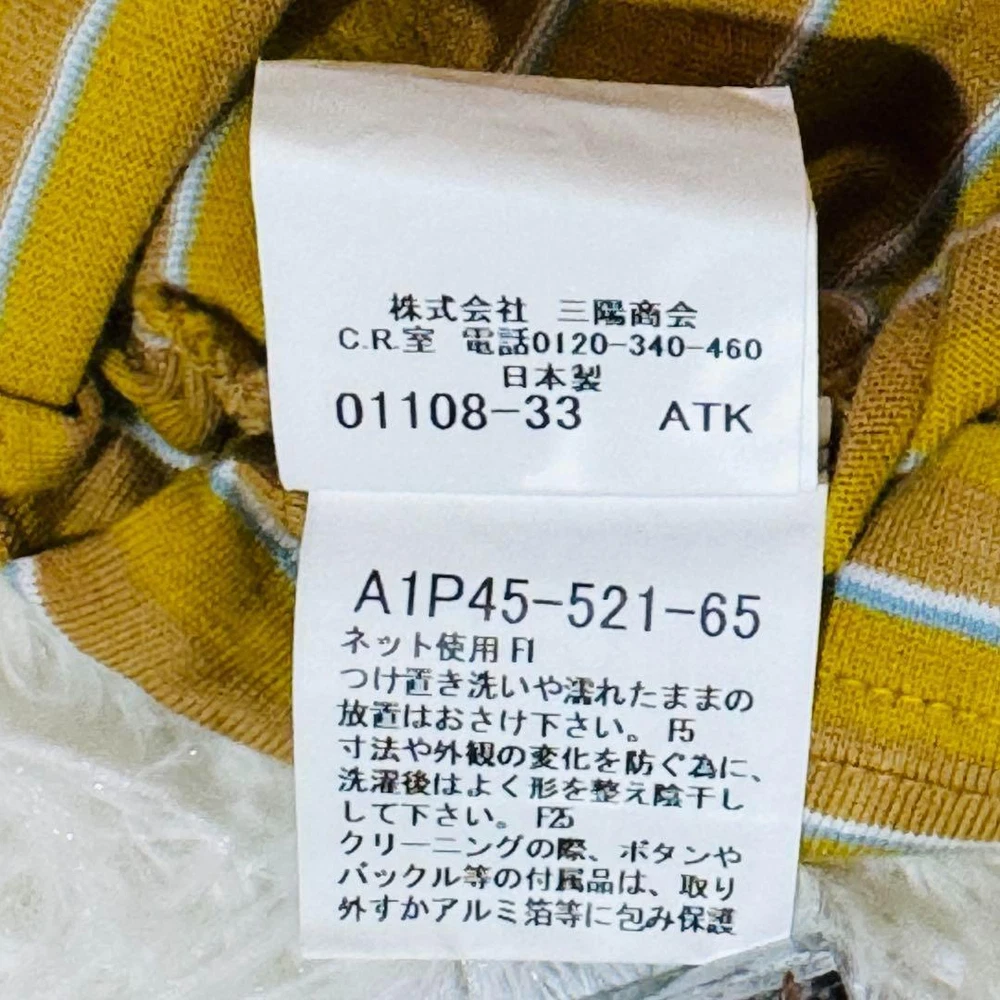 株式会社 三陽商会
C.R.室 電話0120-340-460
日本製
01108-33 ATK
A1P45-521-65
ネット使用 F1
つけ置き洗いや濡れたままの
放置はおさけ下さい。 F5
寸法や外観の変化を防ぐ為に、
洗濯後はよく形を整え陰干し
して下さい。 F25
クリーニングの際、ボタンや
バックル等の付属品は、取り
外すかアルミ箔等に包み保護